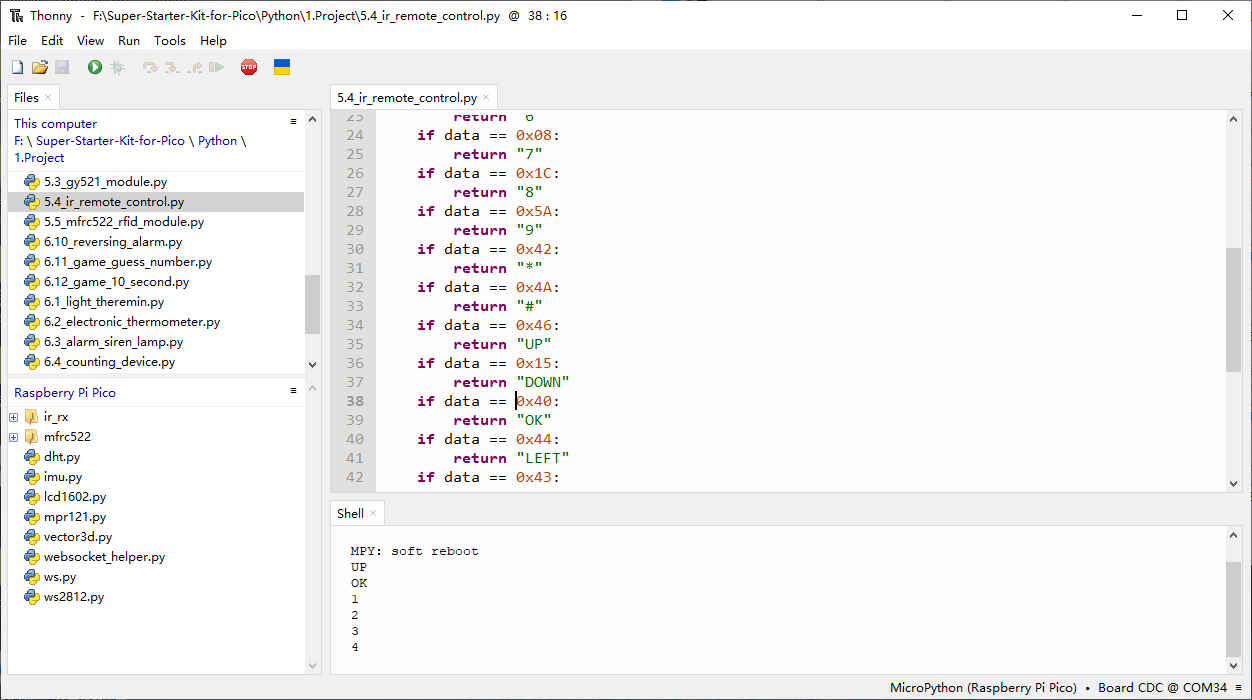 Thonny - F:\Super-Starter-Kit-for-Pico\Python\1.Project\5.4_ir_remote_control.py @ 38 : 16
File Edit View Run Tools Help
STOP
Files ×
This computer ≡
F: \ Super-Starter-Kit-for-Pico \ Python \
1.Project
5.3_gy521_module.py
5.4_ir_remote_control.py
5.5_mfrc522_rfid_module.py
6.10_reversing_alarm.py
6.11_game_guess_number.py
6.12_game_10_second.py
6.1_light_theremin.py
6.2_electronic_thermometer.py
6.3_alarm_siren_lamp.py
6.4_counting_device.py
Raspberry Pi Pico ≡
ir_rx
mfrc522
dht.py
imu.py
lcd1602.py
mpr121.py
vector3d.py
websocket_helper.py
ws.py
ws2812.py
5.4_ir_remote_control.py ×
23 return "6"
24 if data == 0x08:
25 return "7"
26 if data == 0x1C:
27 return "8"
28 if data == 0x5A:
29 return "9"
30 if data == 0x42:
31 return "*"
32 if data == 0x4A:
33 return "#"
34 if data == 0x46:
35 return "UP"
36 if data == 0x15:
37 return "DOWN"
38 if data == 0x40:
39 return "OK"
40 if data == 0x44:
41 return "LEFT"
42 if data == 0x43:
Shell ×
MPY: soft reboot
UP
OK
1
2
3
4
MicroPython (Raspberry Pi Pico) • Board CDC @ COM34 ≡